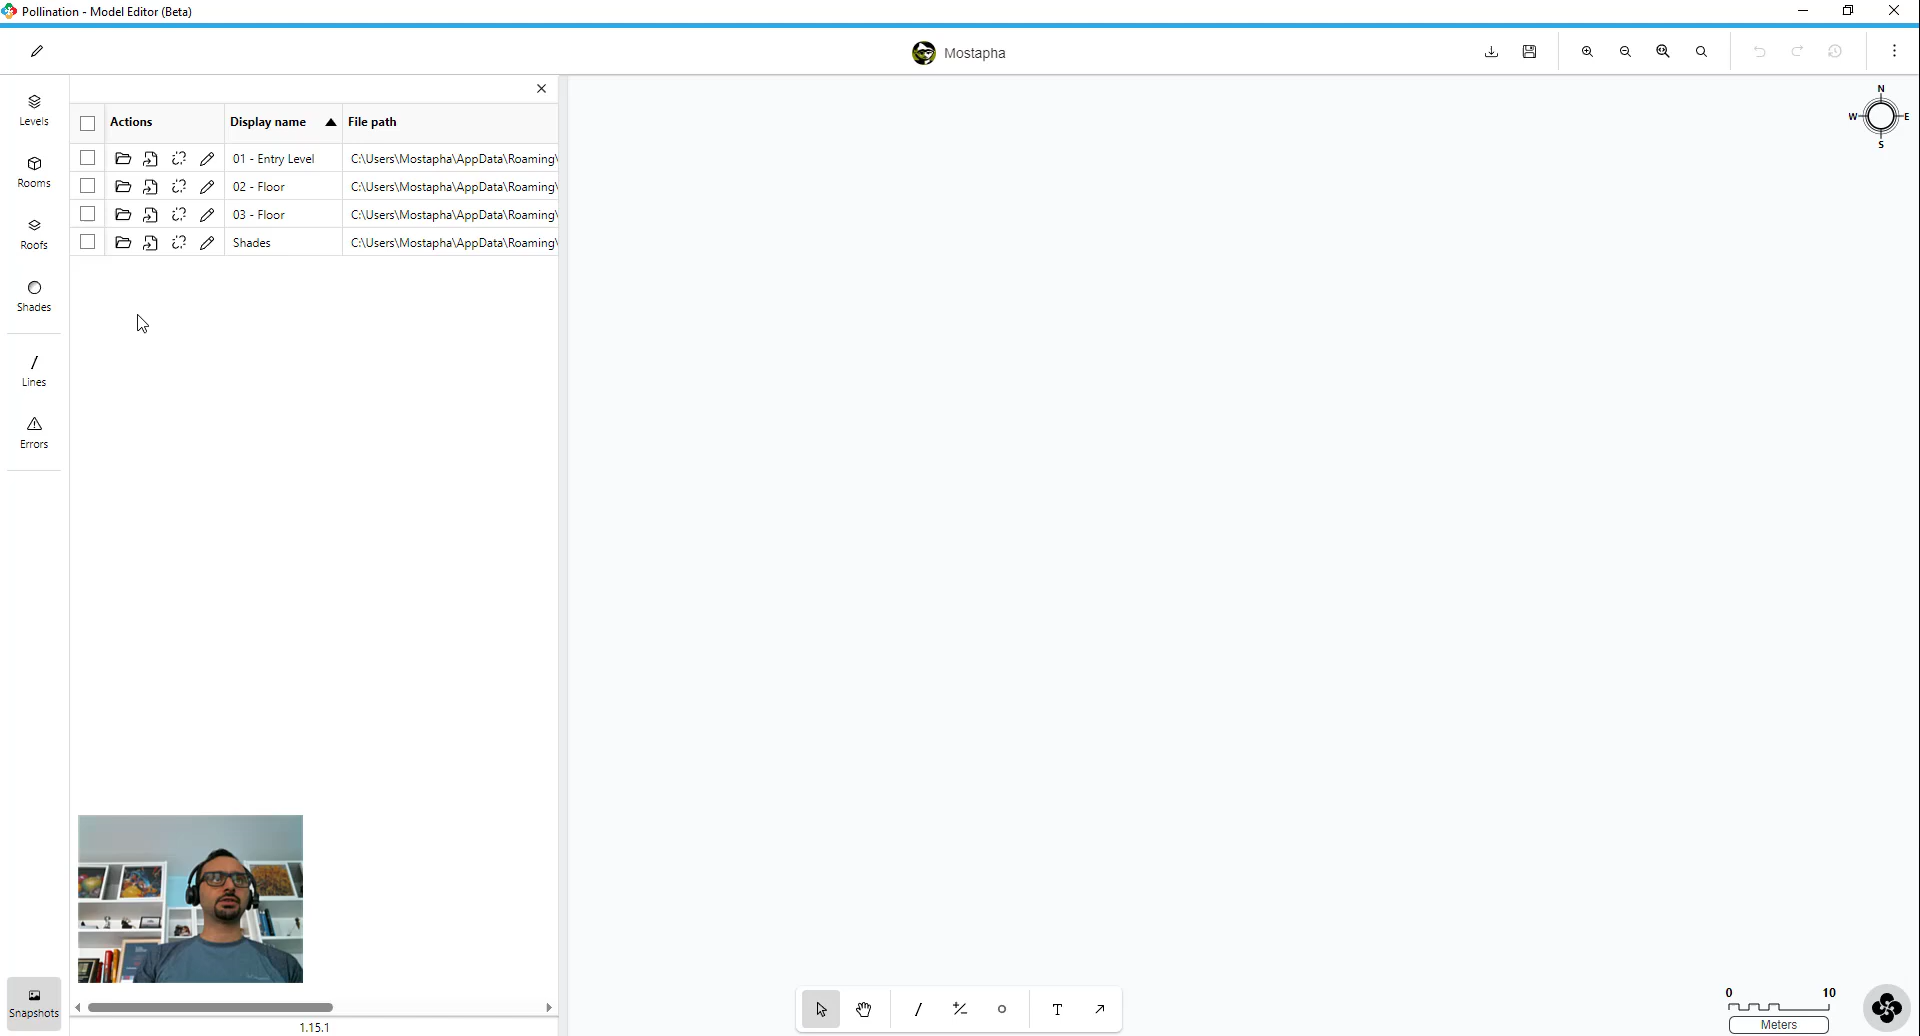 Pollination - Model Editor (Beta)
Mostapha
Levels
Rooms
Roofs
Shades
Lines
Errors
Snapshots
Actions
Display name
File path
01 - Entry Level
C:\Users\Mostapha\AppData\Roaming\
02 - Floor
C:\Users\Mostapha\AppData\Roaming\
03 - Floor
C:\Users\Mostapha\AppData\Roaming\
Shades
C:\Users\Mostapha\AppData\Roaming\
1.15.1
N
W
E
S
T
0
10
Meters